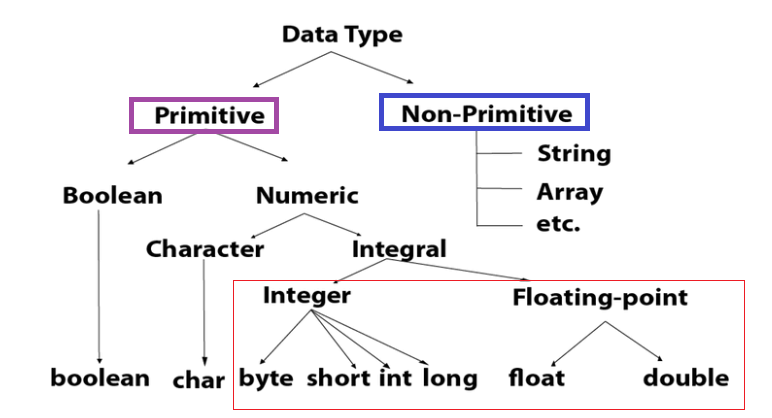 Data Type
Primitive
Non-Primitive
String
Array
etc.
Boolean
Numeric
Character
Integral
Integer
Floating-point
boolean
char
byte
short
int
long
float
double